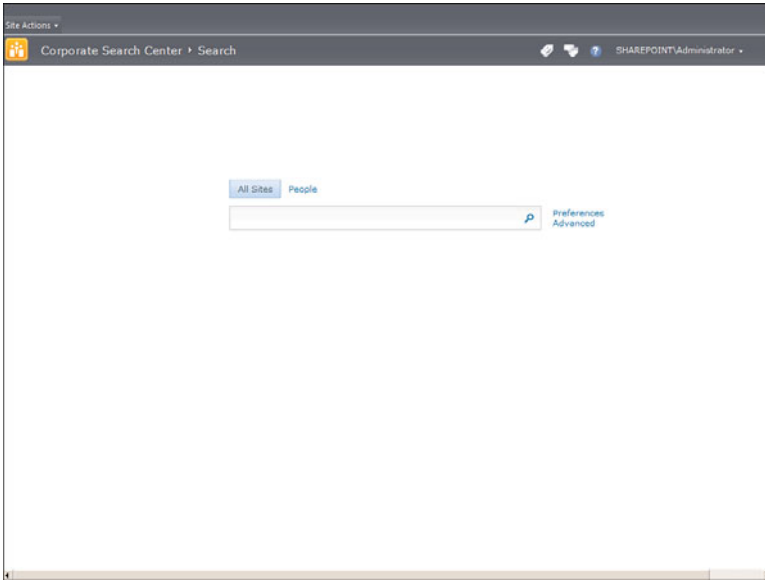 Site Actions
Corporate Search Center Search
SHAREPOINT\Administrator
All Sites People
Preferences
Advanced